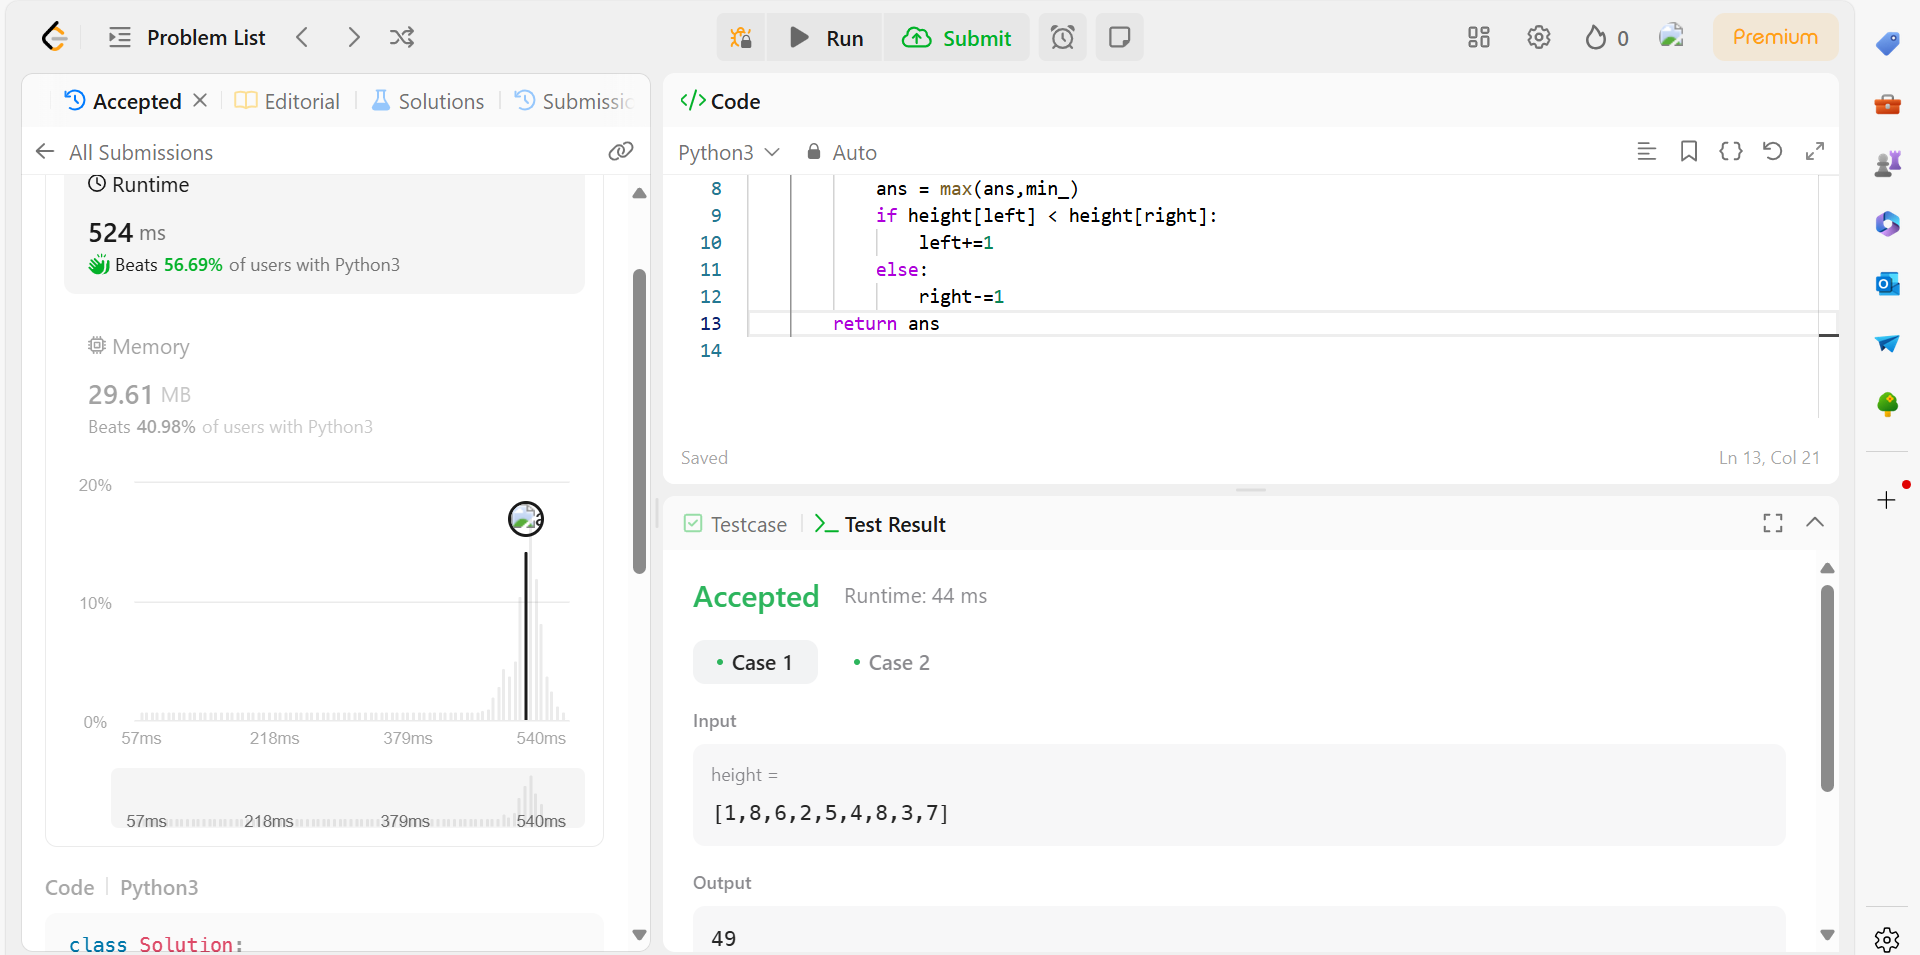 Problem List
Run
Submit
0
Premium
Accepted
Editorial
Solutions
Submissic
All Submissions
Runtime
524 ms
Beats 56.69% of users with Python3
Memory
29.61 MB
Beats 40.98% of users with Python3
20%
10%
0%
57ms 218ms 379ms 540ms
57ms 218ms 379ms 540ms
Code | Python3
class Solution:
</> Code
Python3
Auto
8 ans = max(ans,min_)
9 if height[left] < height[right]:
10 left+=1
11 else:
12 right-=1
13 return ans
14
Saved
Ln 13, Col 21
Testcase
Test Result
Accepted
Runtime: 44 ms
Case 1
Case 2
Input
height =
[1,8,6,2,5,4,8,3,7]
Output
49